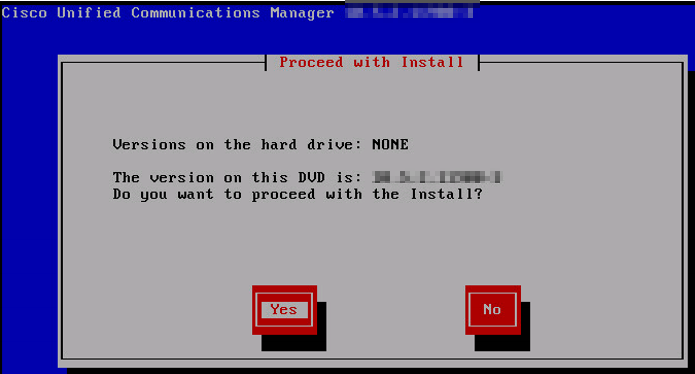 Cisco Unified Communications Manager
Proceed with Install
Versions on the hard drive: NONE
The version on this DVD is:
Do you want to proceed with the Install?
Yes
No